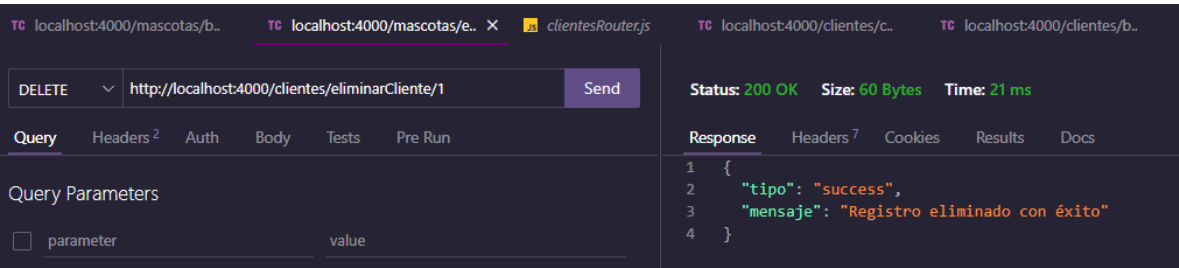 TC localhost:4000/mascotas/b.. TC localhost:4000/mascotas/e.. X JS clientesRouter.js TC localhost:4000/clientes/c.. TC localhost:4000/clientes/b..
DELETE http://localhost:4000/clientes/eliminarCliente/1 Send
Query Headers 2 Auth Body Tests Pre Run
Query Parameters
parameter value
Status: 200 OK Size: 60 Bytes Time: 21 ms
Response Headers 7 Cookies Results Docs
1 {
2 "tipo": "success",
3 "mensaje": "Registro eliminado con éxito"
4 }